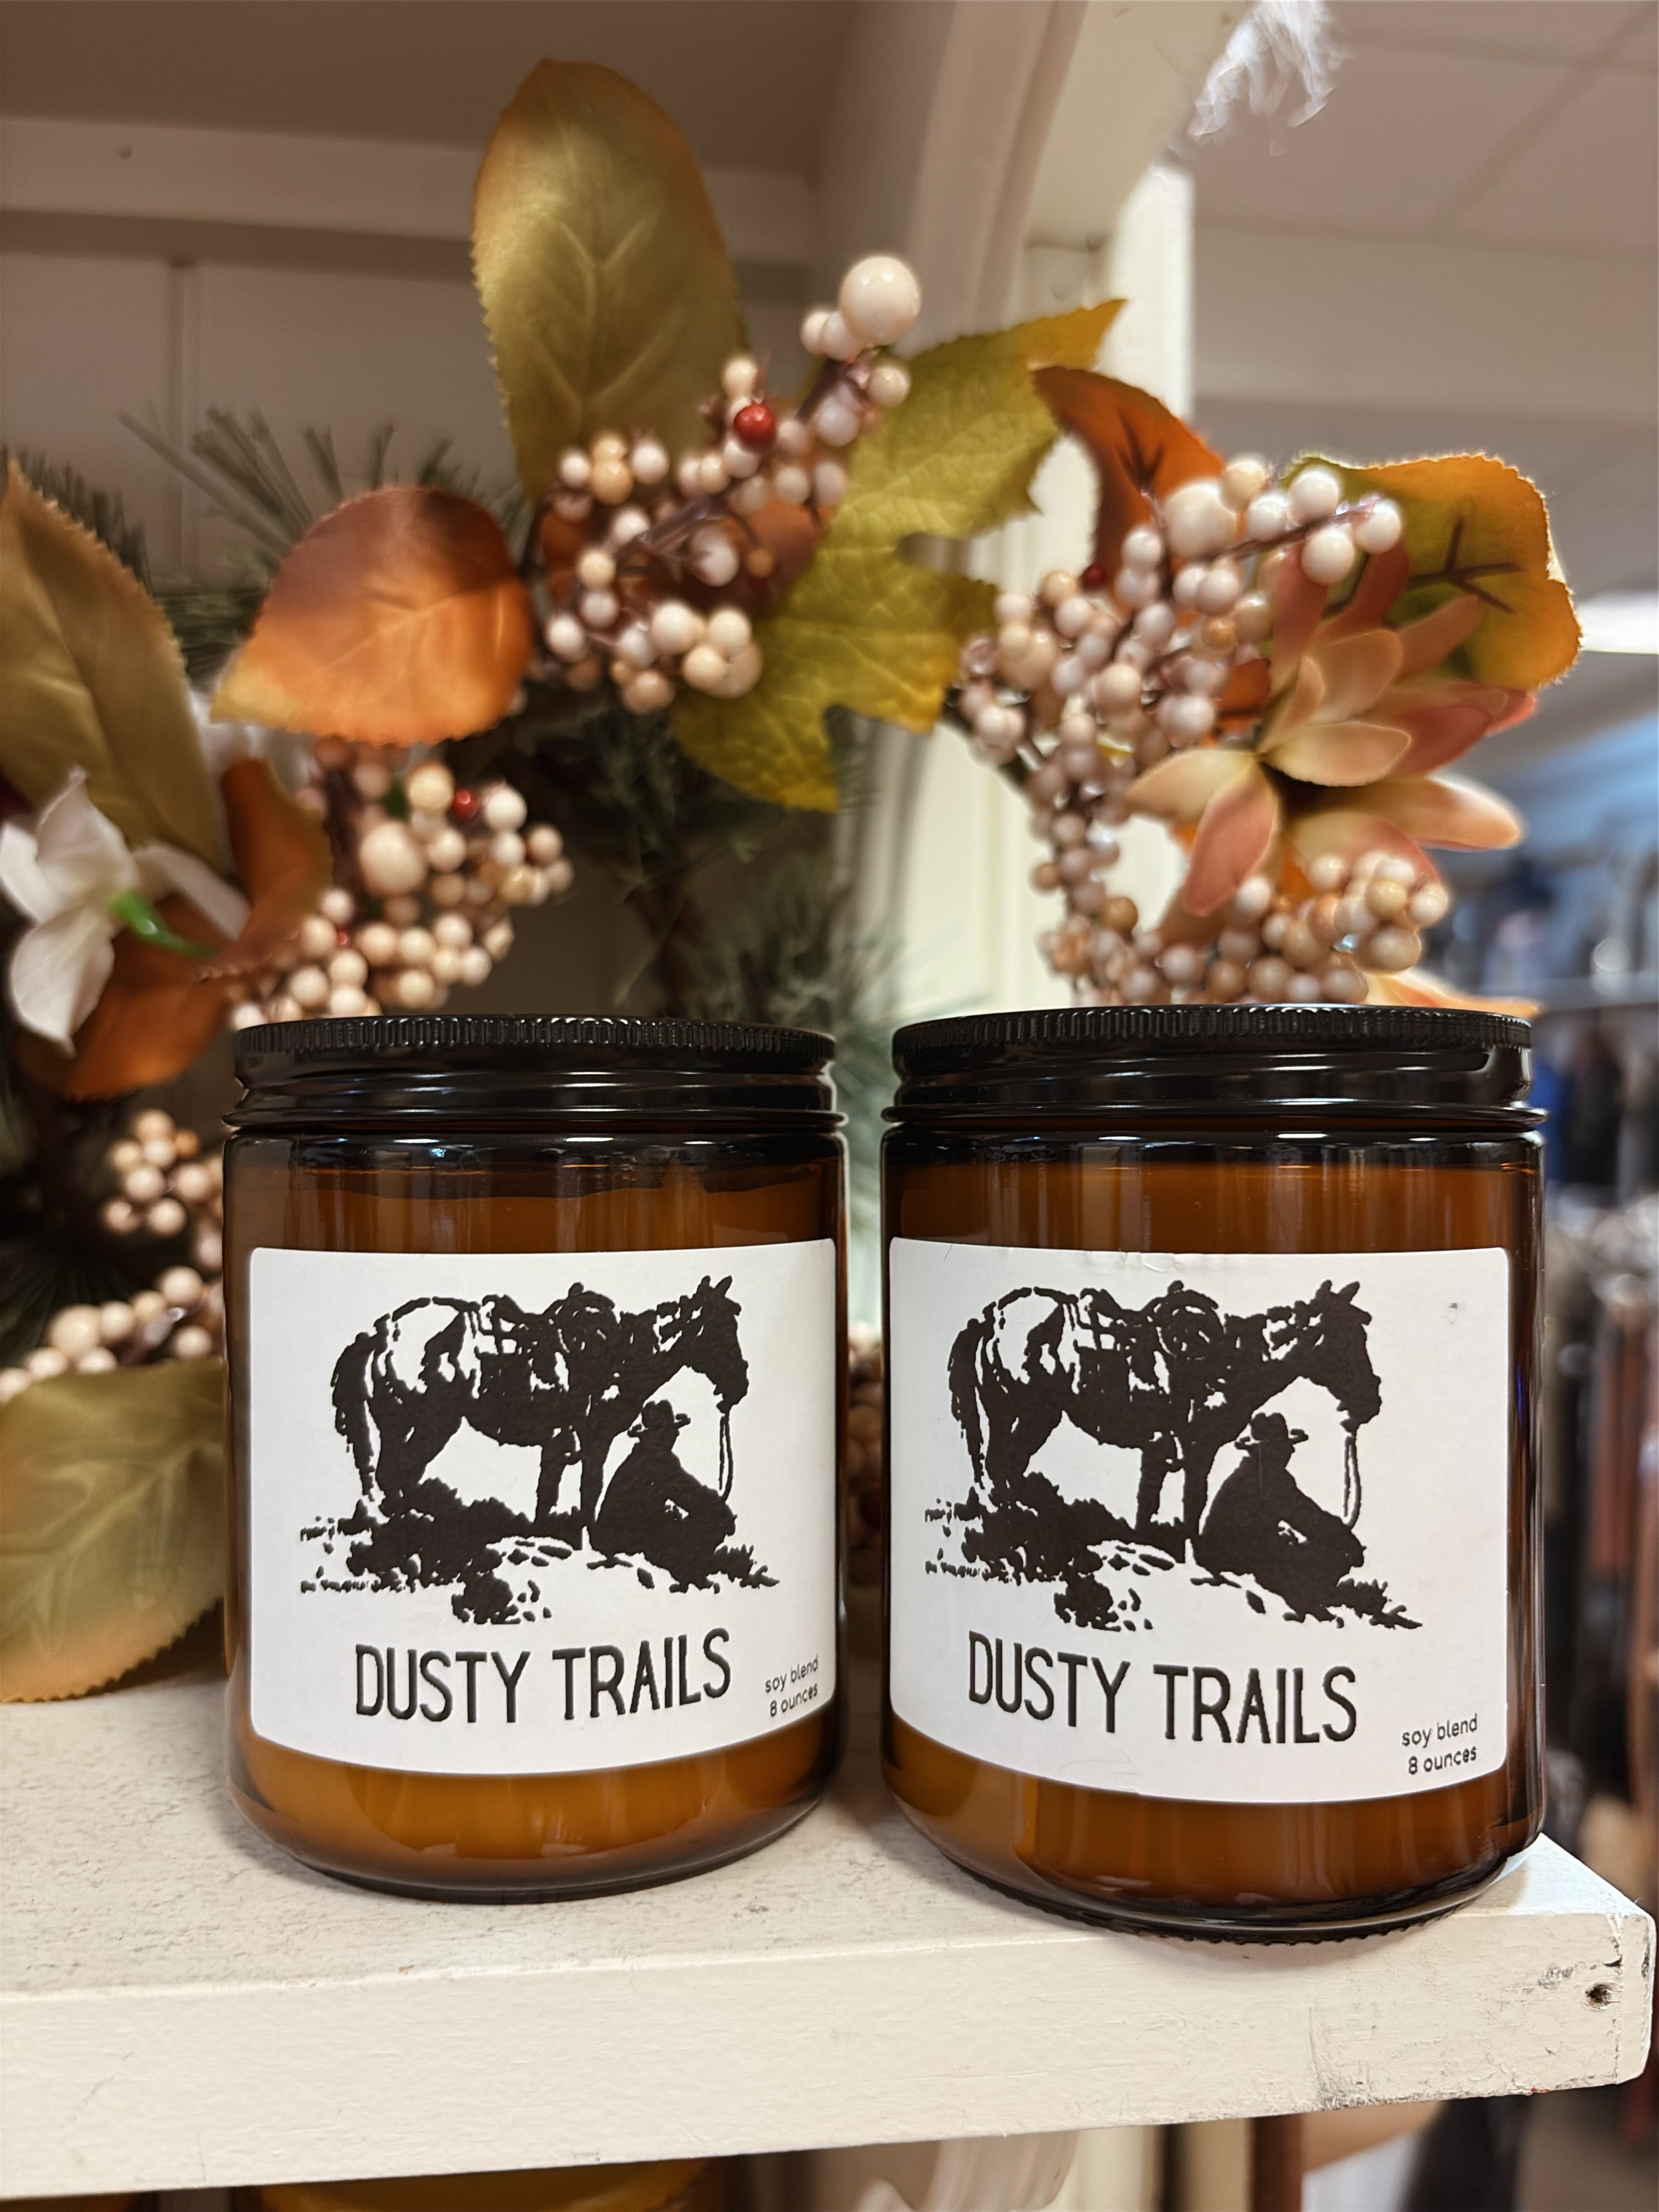 DUSTY TRAILS
soy blend
8 ounces
DUSTY TRAILS
soy blend
8 ounces